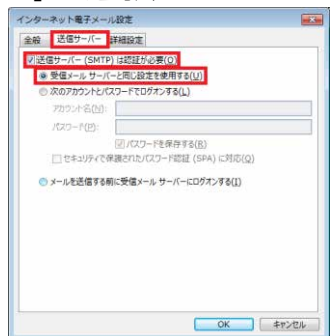 インターネット電子メール設定
全般 送信サーバー 詳細設定
送信サーバー (SMTP) は認証が必要(O)
受信メール サーバーと同じ設定を使用する(U)
次のアカウントとパスワードでログオンする(L)
アカウント名(N):
パスワード(P):
パスワードを保存する(R)
セキュリティで保護されたパスワード認証 (SPA) に対応(Q)
メールを送信する前に受信メール サーバーにログオンする(I)
OK キャンセル